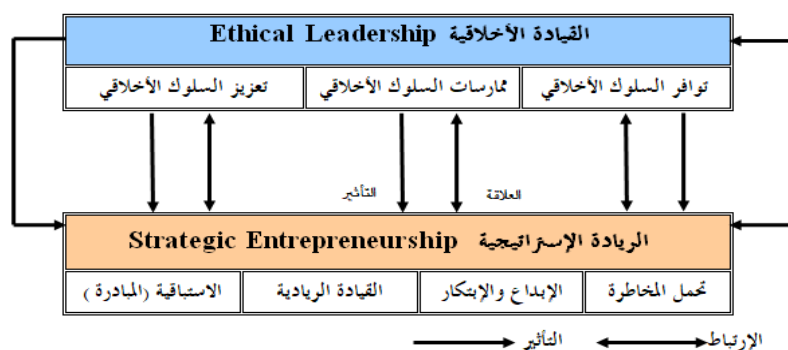 القيادة الأخلاقية Ethical Leadership
توافر السلوك الأخلاقي
ممارسات السلوك الأخلاقي
تعزيز السلوك الأخلاقي
العلاقة
التأثير
الريادة الإستراتيجية Strategic Entrepreneurship
تحمل المخاطرة
الإبداع والإبتكار
القيادة الريادية
الاستباقية (المبادرة )
الإرتباط
التأثير